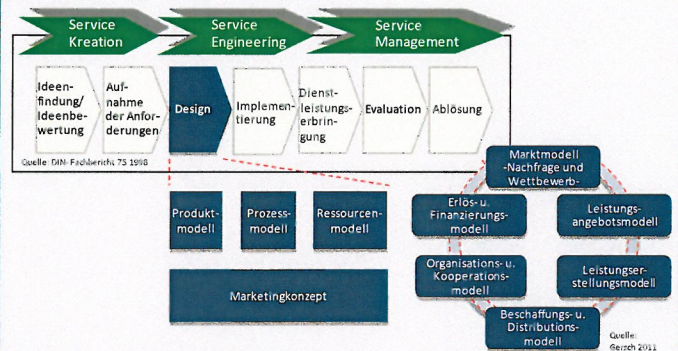 Service
Kreation
Service
Engineering
Service
Management
Ideen-
findung/
Ideenbe-
wertung
Auf-
nahme
der Anfor-
derungen
Design
Implemen-
tierung
Dienst-
leistungs-
erbrin-
gung
Evaluation
Ablösung
Quelle: DIN- Fachbericht 75 1998
Produkt-
modell
Prozess-
modell
Ressourcen-
modell
Marketingkonzept
Marktmodell
-Nachfrage und
Wettbewerb-
Erlös- u.
Finanzierungs-
modell
Leistungs-
angebotsmodell
Organisations- u.
Kooperations-
modell
Leistungser-
stellungsmodell
Beschaffungs- u.
Distributions-
modell
Quelle:
Gersch 2011